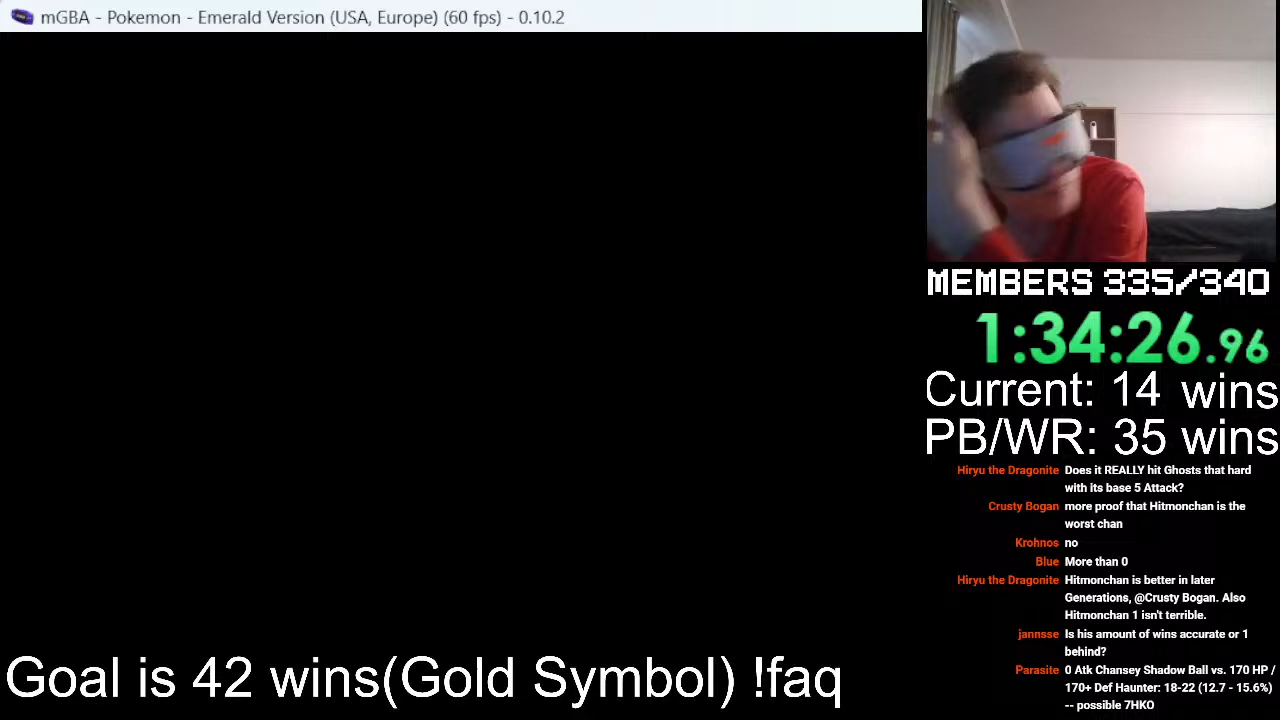 mGBA - Pokemon - Emerald Version (USA, Europe) (60 fps) - 0.10.2
MEMBERS 335/340
1:34:26.96
Current: 14 wins
PB/WR: 35 wins
Hiryu the Dragonite Does it REALLY hit Ghosts that hard
with its base 5 Attack?
Crusty Bogan more proof that Hitmonchan is the
worst chan
Krohnos no
Blue More than 0
Hiryu the Dragonite Hitmonchan is better in later
Generations, @Crusty Bogan. Also
Hitmonchan 1 isn't terrible.
jannsse Is his amount of wins accurate or 1
behind?
Parasite 0 Atk Chansey Shadow Ball vs. 170 HP /
170+ Def Haunter: 18-22 (12.7 - 15.6%)
-- possible 7HKO
Goal is 42 wins(Gold Symbol) !faq